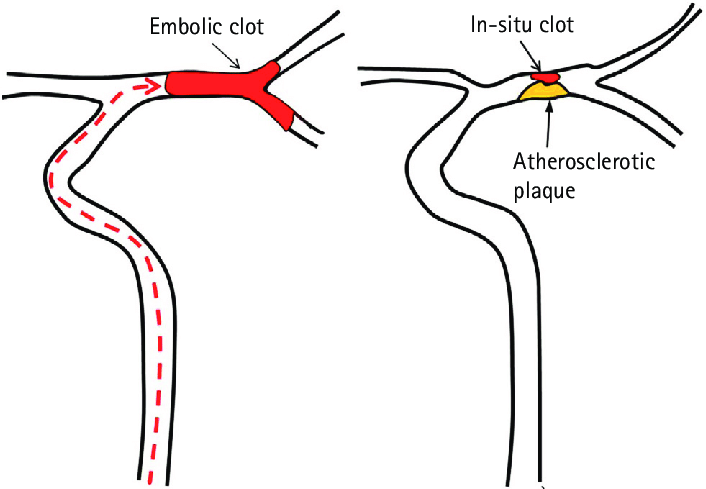 Embolic clot
In-situ clot
Atherosclerotic
plaque